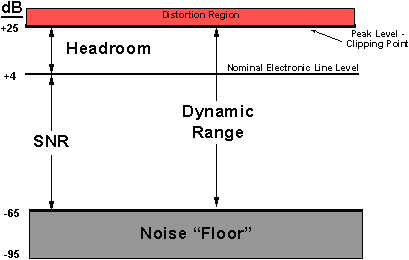 dB
Distortion Region
+25
Peak Level -
Clipping Point
Headroom
Nominal Electronic Line Level
+4
Dynamic
Range
SNR
-65
Noise “Floor”
-95